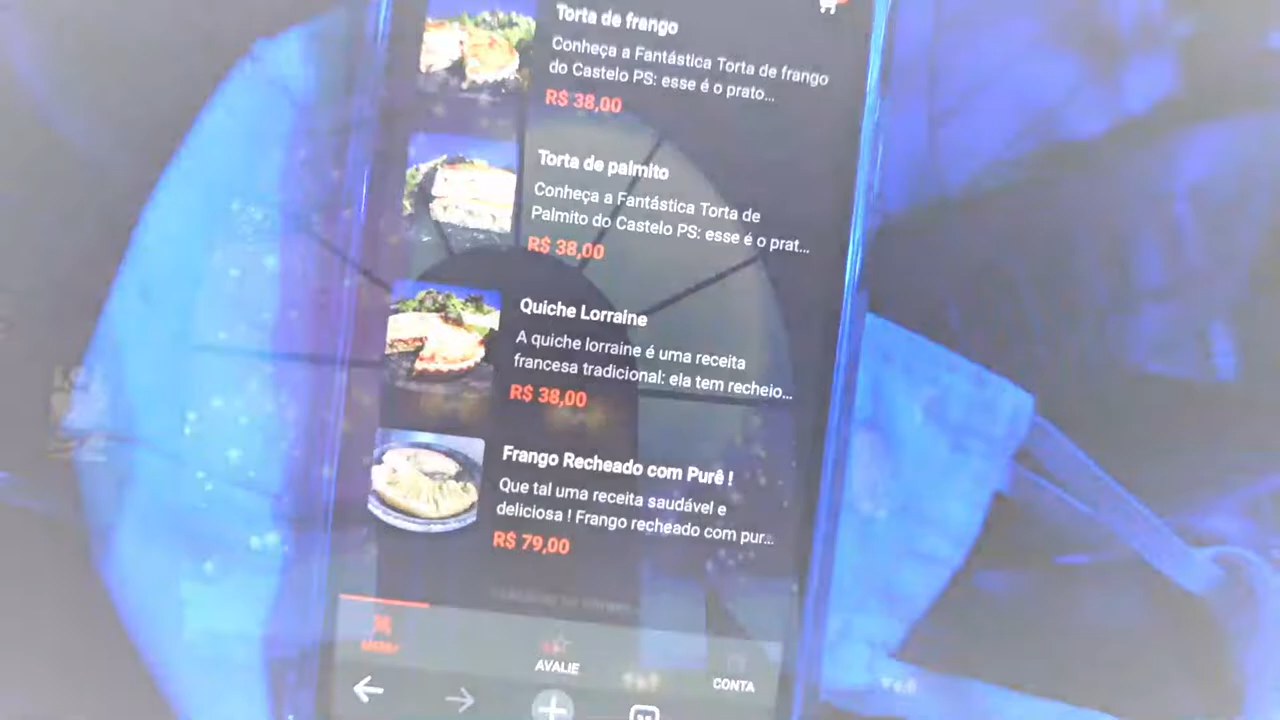 Torta de frango
Conheça a Fantástica Torta de frango
do Castelo PS: esse é o prato...
R$ 38,00
Torta de palmito
Conheça a Fantástica Torta de
Palmito do Castelo PS: esse é o prat...
R$ 38,00
Quiche Lorraine
A quiche lorraine é uma receita
francesa tradicional: ela tem recheio...
R$ 38,00
Frango Recheado com Purê !
Que tal uma receita saudável e
deliciosa ! Frango recheado com pur...
R$ 79,00
AVALIE
CONTA